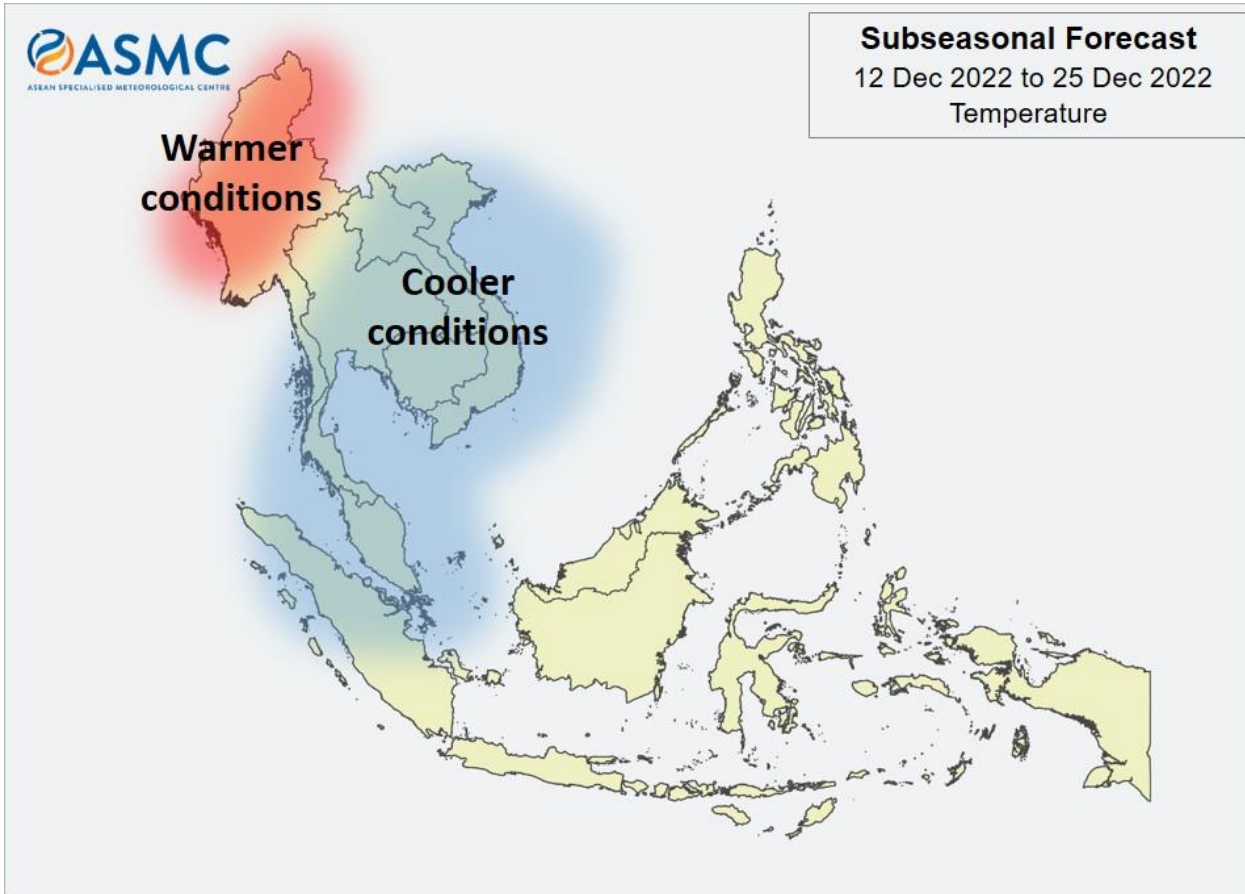 ASMC
ASEAN SPECIALISED METEOROLOGICAL CENTRE
Subseasonal Forecast
12 Dec 2022 to 25 Dec 2022
Temperature
Warmer
conditions
Cooler
conditions